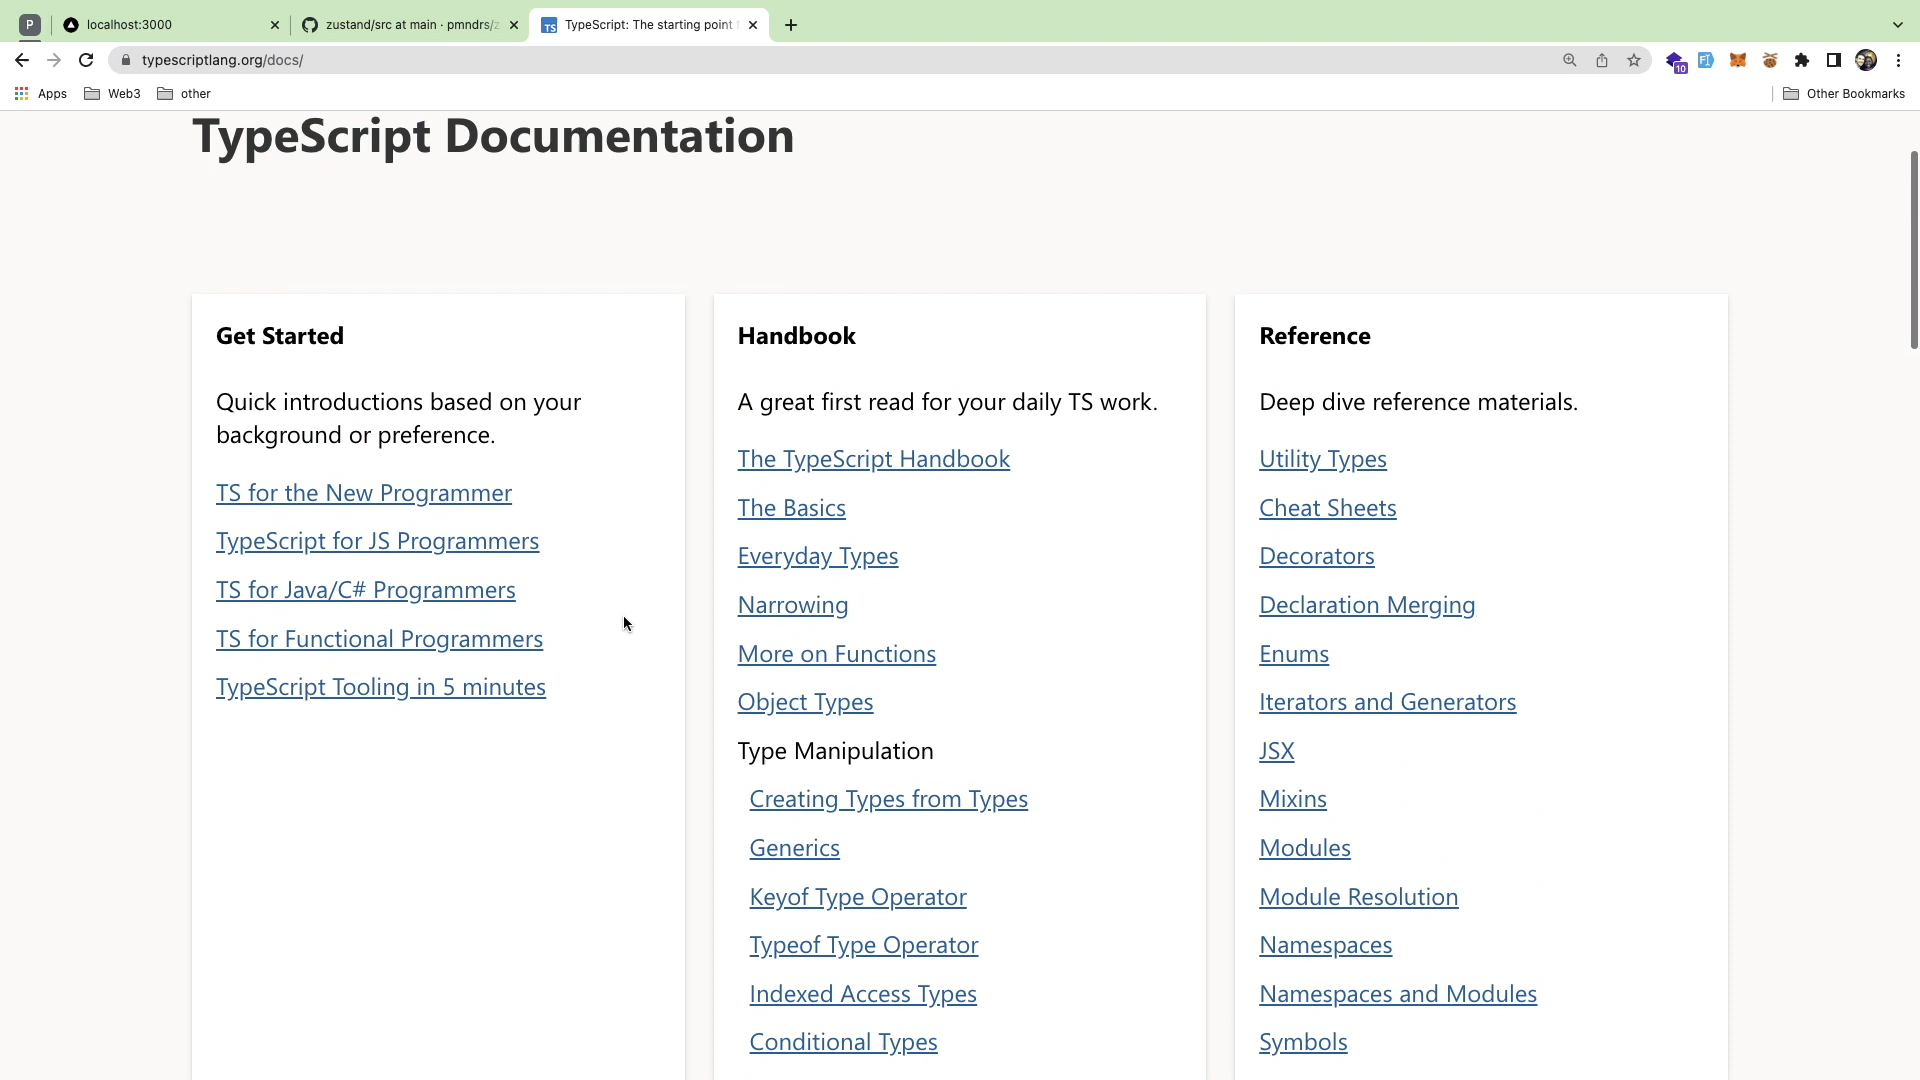 P
localhost:3000
zustand/src at main · pmndrs/z
TS
TypeScript: The starting point
typescriptlang.org/docs/
10
Apps
Web3
other
Other Bookmarks
TypeScript Documentation
Get Started
Quick introductions based on your
background or preference.
TS for the New Programmer
TypeScript for JS Programmers
TS for Java/C# Programmers
TS for Functional Programmers
TypeScript Tooling in 5 minutes
Handbook
A great first read for your daily TS work.
The TypeScript Handbook
The Basics
Everyday Types
Narrowing
More on Functions
Object Types
Type Manipulation
Creating Types from Types
Generics
Keyof Type Operator
Typeof Type Operator
Indexed Access Types
Conditional Types
Reference
Deep dive reference materials.
Utility Types
Cheat Sheets
Decorators
Declaration Merging
Enums
Iterators and Generators
JSX
Mixins
Modules
Module Resolution
Namespaces
Namespaces and Modules
Symbols